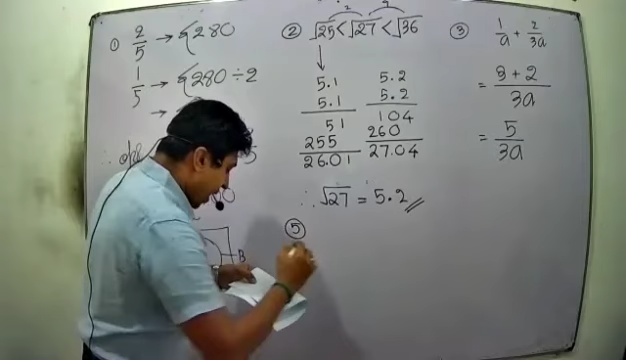 ① 2/5 → ₹280
1/5 → ₹280 ÷ 2
→
5
B
② √25 < √27 < √36
5.1 5.2
5.1 5.2
51 104
255 260
26.01 27.04
∴ √27 = 5.2
⑤
③ 1/a + 2/3a
= 3 + 2 / 3a
= 5/3a